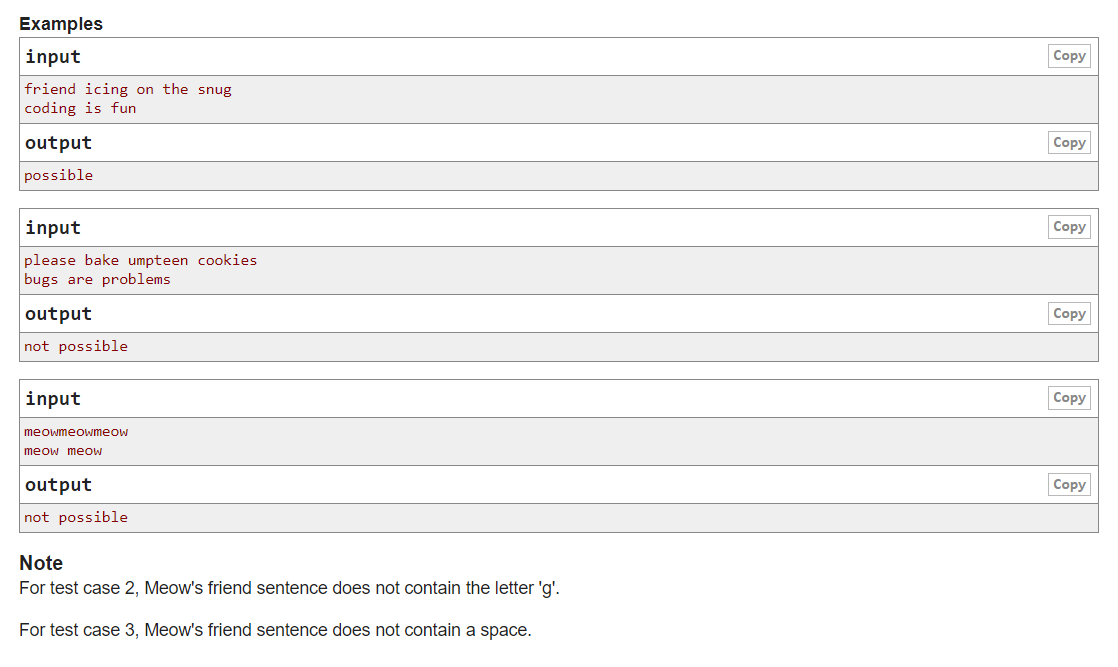 Examples
input
Copy
friend icing on the snug
coding is fun
output
Copy
possible
input
Copy
please bake umpteen cookies
bugs are problems
output
Copy
not possible
input
Copy
meowmeowmeow
meow meow
output
Copy
not possible
Note
For test case 2, Meow's friend sentence does not contain the letter 'g'.
For test case 3, Meow's friend sentence does not contain a space.